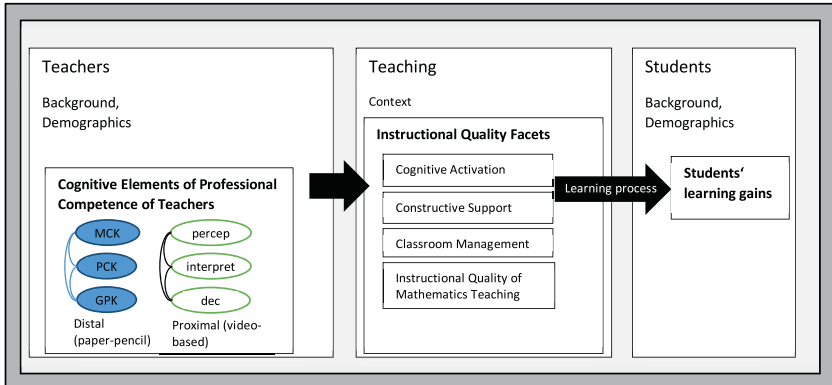 Teachers
Background,
Demographics
Cognitive Elements of Professional
Competence of Teachers
MCK
PCK
GPK
Distal
(paper-pencil)
percep
interpret
dec
Proximal (video-
based)
Teaching
Context
Instructional Quality Facets
Cognitive Activation
Constructive Support
Classroom Management
Instructional Quality of
Mathematics Teaching
Learning process
Students
Background,
Demographics
Students‘
learning gains